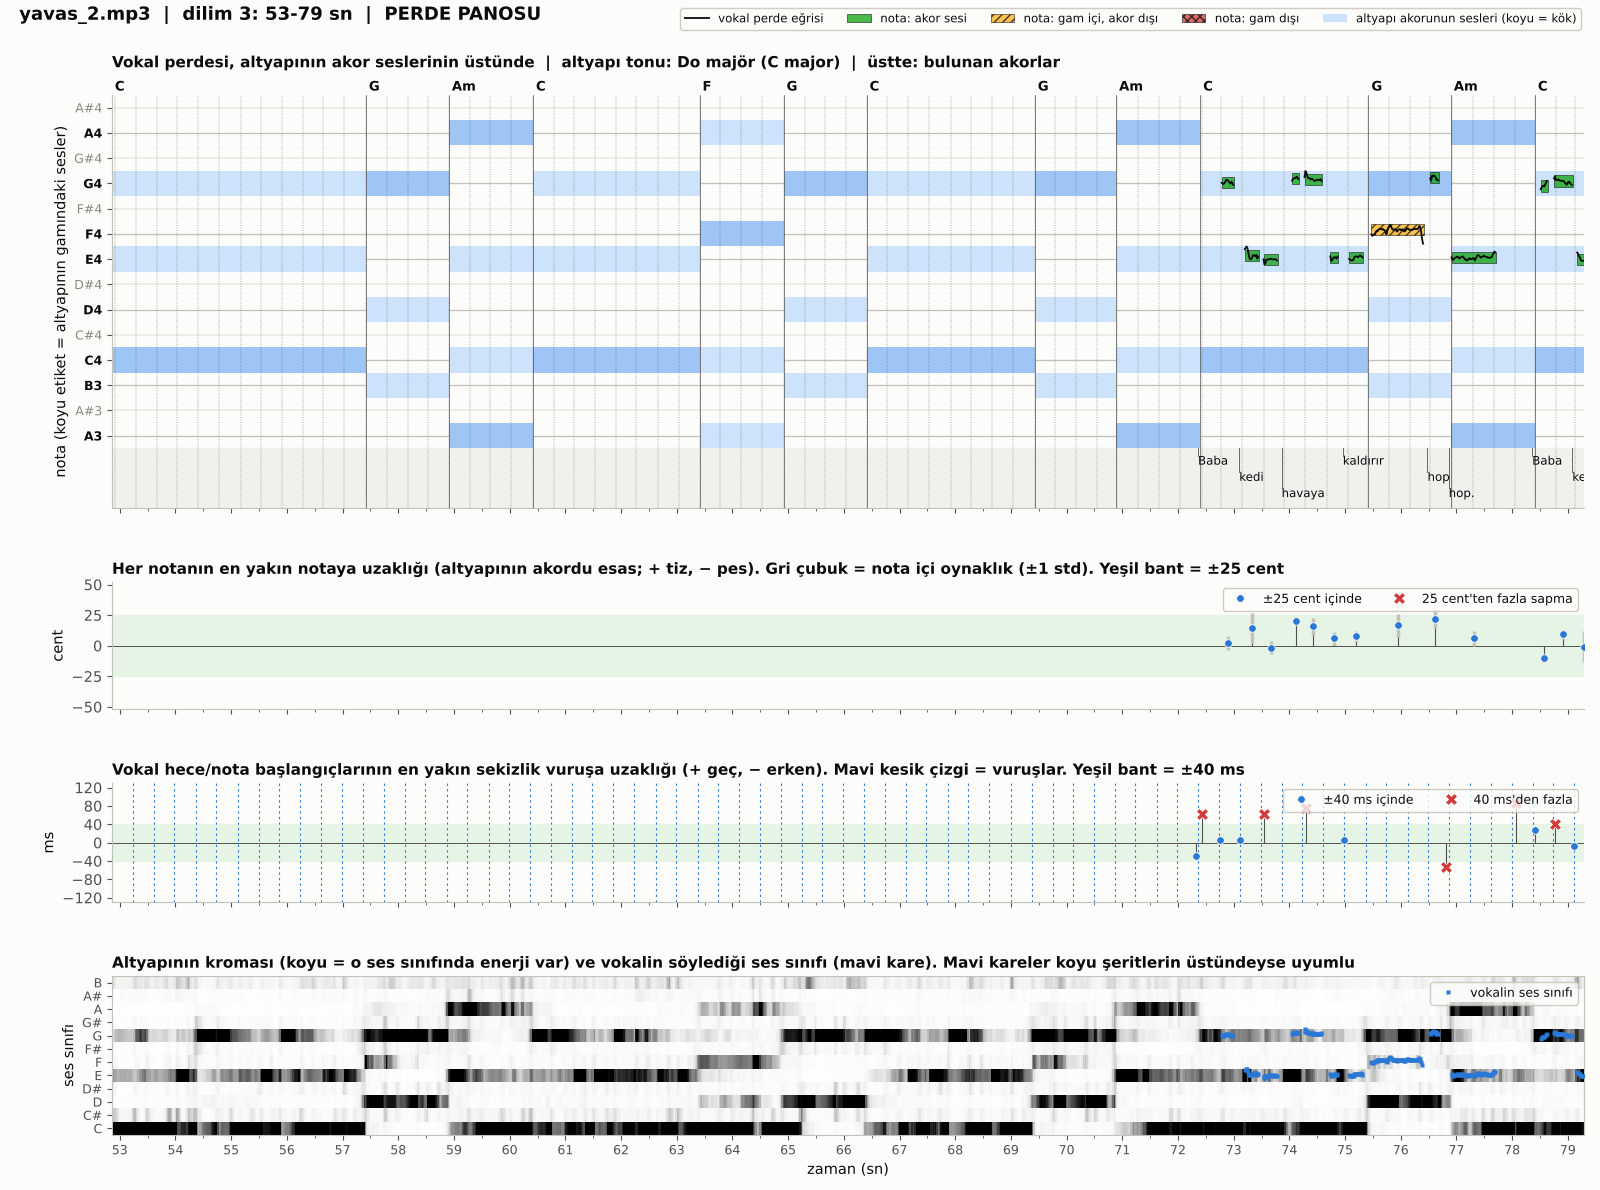 yavas_2.mp3 | dilim 3: 53-79 sn | PERDE PANOSU
vokal perde eğrisi
nota: akor sesi
nota: gam içi, akor dışı
nota: gam dışı
altyapı akorunun sesleri (koyu = kök)
Vokal perdesi, altyapının akor seslerinin üstünde | altyapı tonu: Do majör (C major) | üstte: bulunan akorlar
C G Am C F G C G Am C G Am C
nota (koyu etiket = altyapının gamındaki sesler)
A#4
A4
G#4
G4
F#4
F4
E4
D#4
D4
C#4
C4
B3
A#3
A3
Baba kaldırır Baba
kedi hop ke
havaya hop.
Her notanın en yakın notaya uzaklığı (altyapının akordu esas; + tiz, − pes). Gri çubuk = nota içi oynaklık (±1 std). Yeşil bant = ±25 cent
±25 cent içinde
25 cent'ten fazla sapma
cent
50
25
0
−25
−50
Vokal hece/nota başlangıçlarının en yakın sekizlik vuruşa uzaklığı (+ geç, − erken). Mavi kesik çizgi = vuruşlar. Yeşil bant = ±40 ms
±40 ms içinde
40 ms'den fazla
ms
120
80
40
0
−40
−80
−120
Altyapının kroması (koyu = o ses sınıfında enerji var) ve vokalin söylediği ses sınıfı (mavi kare). Mavi kareler koyu şeritlerin üstündeyse uyumlu
vokalin ses sınıfı
ses sınıfı
B
A#
A
G#
G
F#
F
E
D#
D
C#
C
53 54 55 56 57 58 59 60 61 62 63 64 65 66 67 68 69 70 71 72 73 74 75 76 77 78 79
zaman (sn)